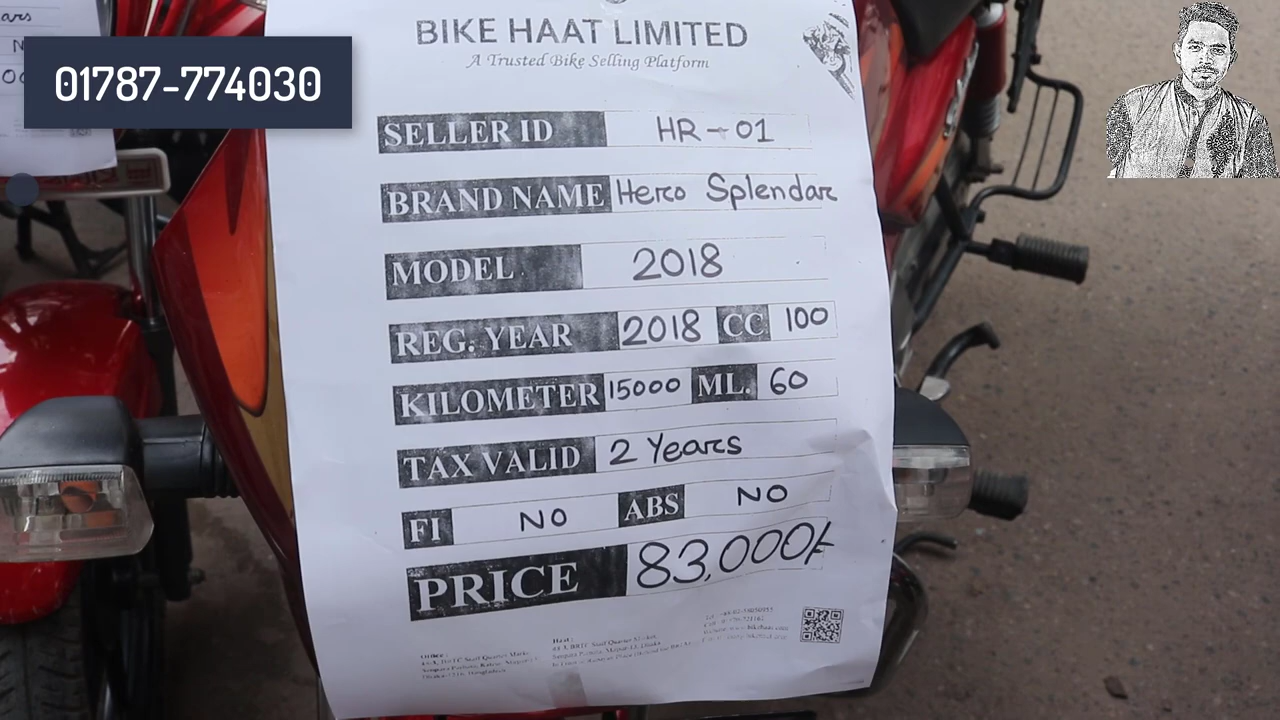 ars
01787-774030
BIKE HAAT LIMITED
A Trusted Bike Selling Platform
SELLER ID HR-01
BRAND NAME Hero Splendar
MODEL 2018
REG. YEAR 2018 CC 100
KILOMETER 15000 ML. 60
TAX VALID 2 Years
FI NO ABS NO
PRICE 83,000/-